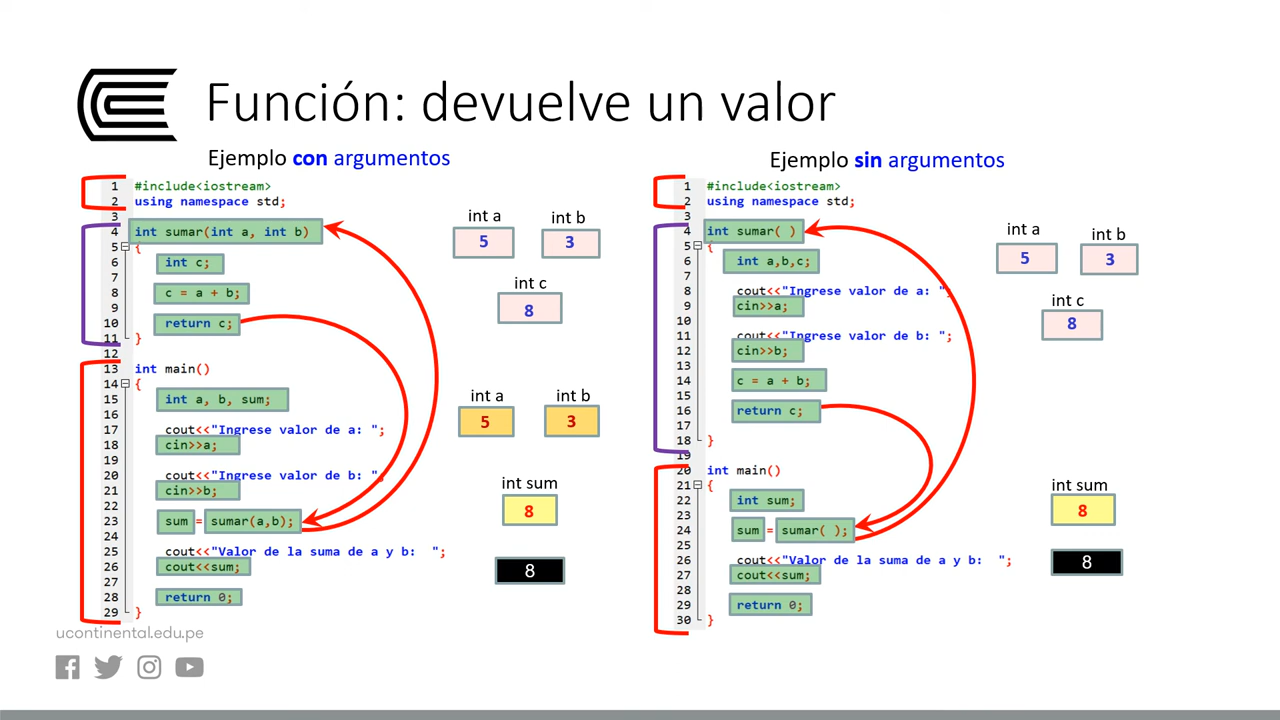 Función: devuelve un valor
Ejemplo con argumentos
1 #include<iostream>
2 using namespace std;
3
4 int sumar(int a, int b)
5 {
6 int c;
7
8 c = a + b;
9
10 return c;
11 }
12
13 int main()
14 {
15 int a, b, sum;
16
17 cout<<"Ingrese valor de a: ";
18 cin>>a;
19
20 cout<<"Ingrese valor de b: ";
21 cin>>b;
22
23 sum = sumar(a,b);
24
25 cout<<"Valor de la suma de a y b:  ";
26 cout<<sum;
27
28 return 0;
29 }
int a int b
5 3
int c
8
int a int b
5 3
int sum
8
8
Ejemplo sin argumentos
1 #include<iostream>
2 using namespace std;
3
4 int sumar( )
5 {
6 int a,b,c;
7
8 cout<<"Ingrese valor de a: ";
9 cin>>a;
10
11 cout<<"Ingrese valor de b: ";
12 cin>>b;
13
14 c = a + b;
15
16 return c;
17
18 }
19
20 int main()
21 {
22 int sum;
23
24 sum = sumar( );
25
26 cout<<"Valor de la suma de a y b:  ";
27 cout<<sum;
28
29 return 0;
30 }
int a int b
5 3
int c
8
int sum
8
8
ucontinental.edu.pe